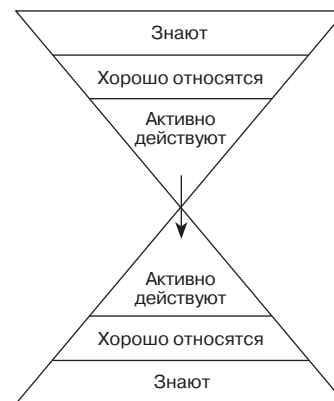 Знают
Хорошо относятся
Активно
действуют
Активно
действуют
Хорошо относятся
Знают